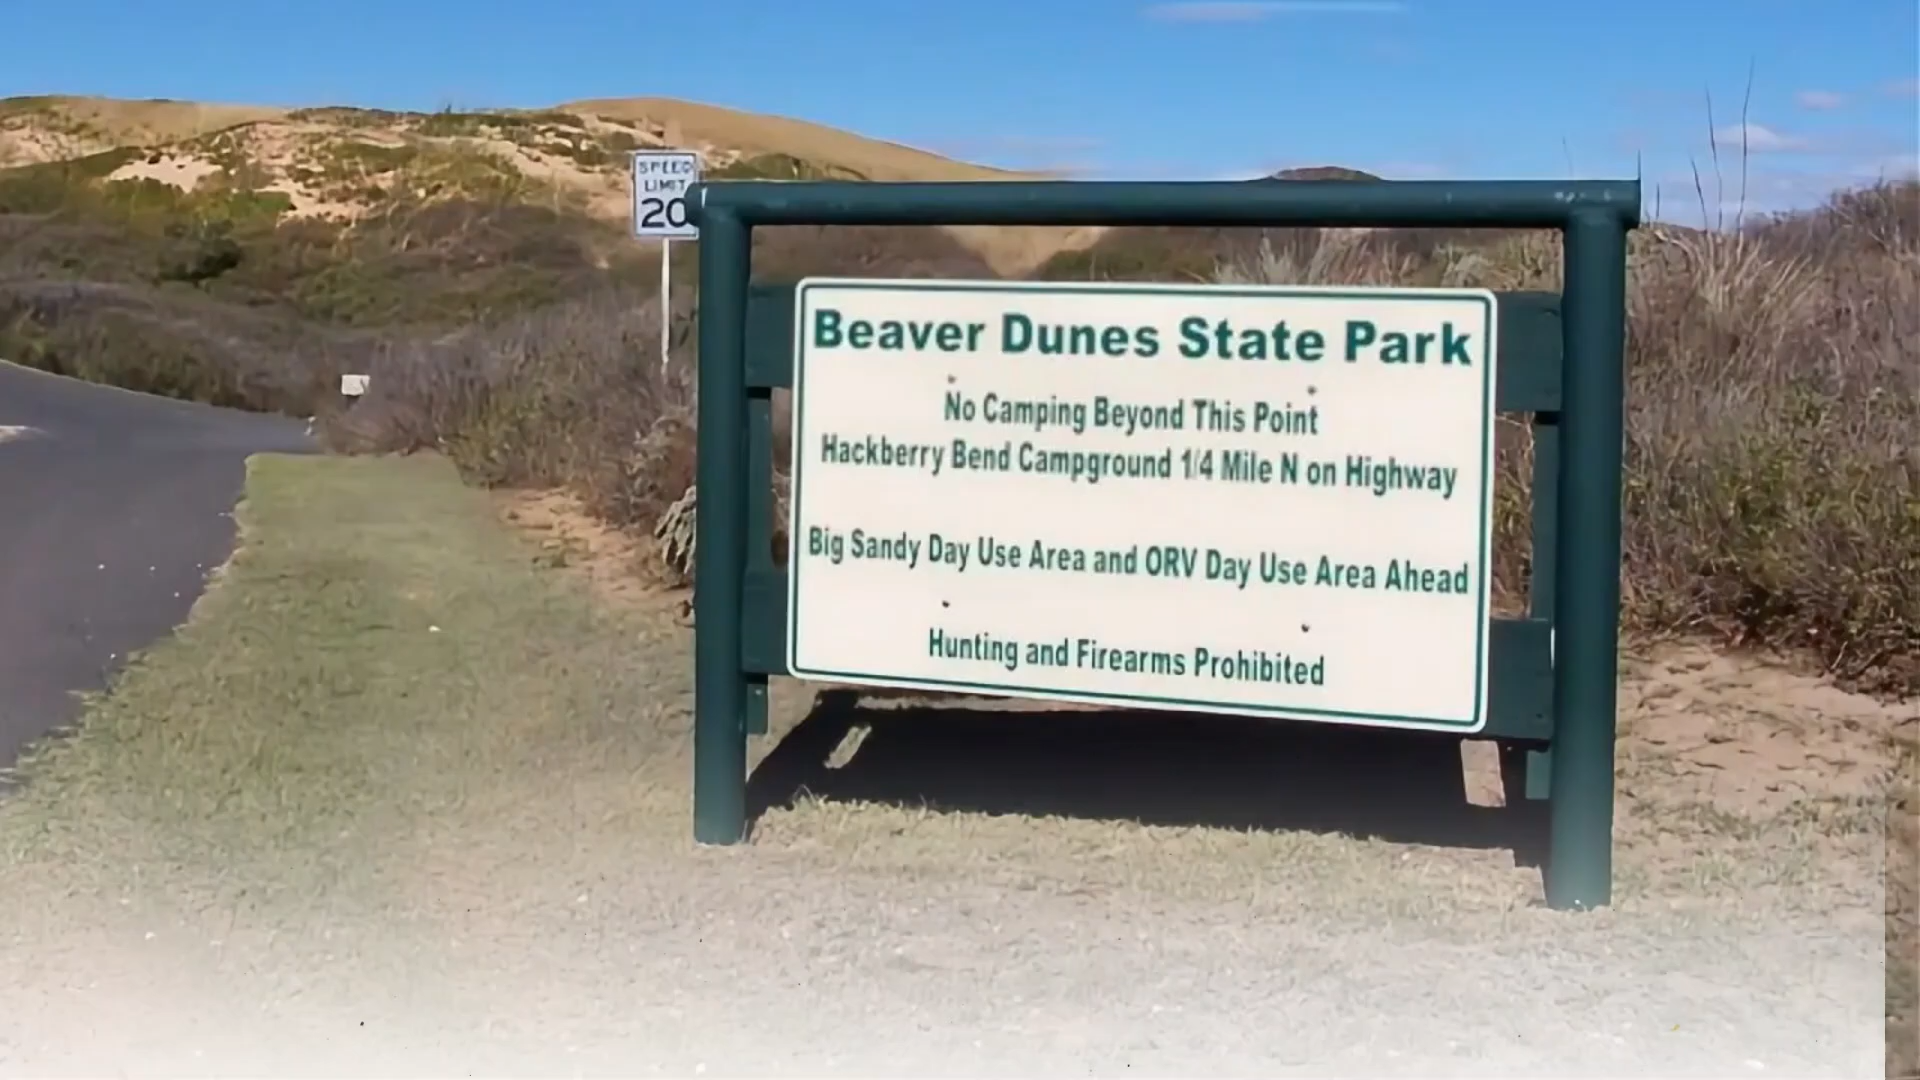 SPEED
LIMIT
20
Beaver Dunes State Park
No Camping Beyond This Point
Hackberry Bend Campground 1/4 Mile N on Highway
Big Sandy Day Use Area and ORV Day Use Area Ahead
Hunting and Firearms Prohibited